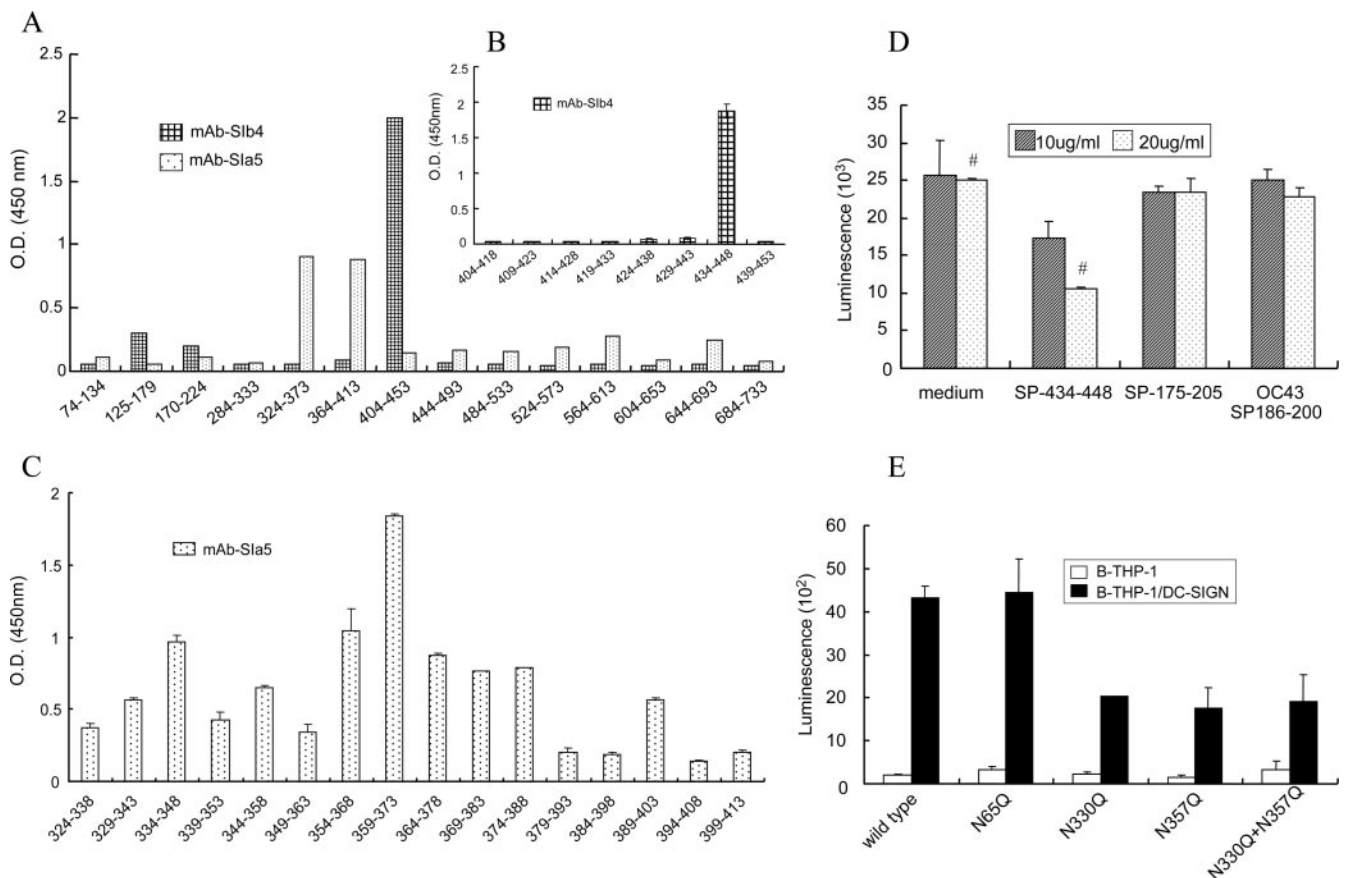 A
O.D. (450 nm)
2.5
2
1.5
1
0.5
0
mAb-SIb4
mAb-SIa5
74-134
125-179
170-224
284-333
324-373
364-413
404-453
444-493
484-533
524-573
564-613
604-653
644-693
684-733
B
O.D. (450nm)
2.5
2
1.5
1
0.5
0
mAb-SIb4
404-418
409-423
414-428
419-433
424-438
429-443
434-448
439-453
C
O.D. (450nm)
2
1.5
1
0.5
0
mAb-SIa5
324-338
329-343
334-348
339-353
344-358
349-363
354-368
359-373
364-378
369-383
374-388
379-393
384-398
389-403
394-408
399-413
D
Luminescence (10³)
35
30
25
20
15
10
5
0
10ug/ml
20ug/ml
#
#
medium
SP-434-448
SP-175-205
OC43
SP186-200
E
Luminescence (10²)
60
50
40
30
20
10
0
B-THP-1
B-THP-1/DC-SIGN
wild type
N65Q
N330Q
N357Q
N330Q+N357Q